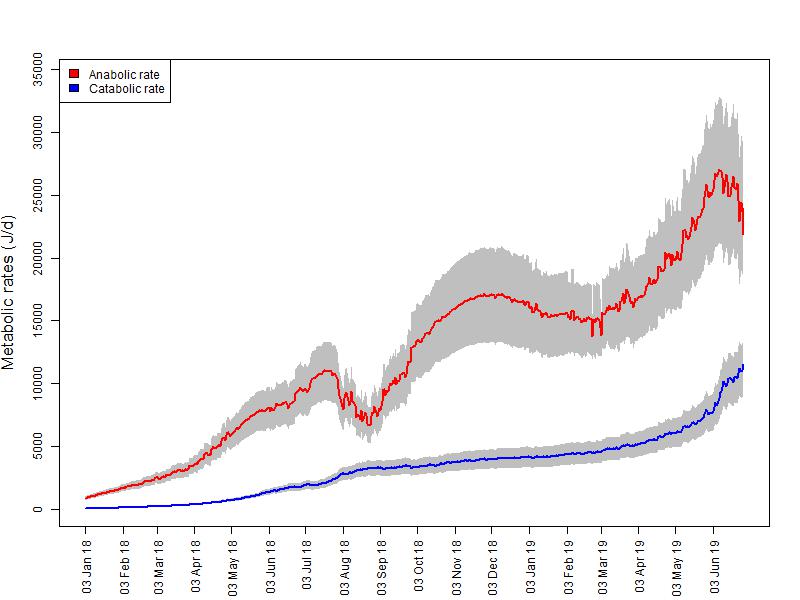 Anabolic rate
Catabolic rate
Metabolic rates (J/d)
35000
30000
25000
20000
15000
10000
5000
0
03 Jan 18
03 Feb 18
03 Mar 18
03 Apr 18
03 May 18
03 Jun 18
03 Jul 18
03 Aug 18
03 Sep 18
03 Oct 18
03 Nov 18
03 Dec 18
03 Jan 19
03 Feb 19
03 Mar 19
03 Apr 19
03 May 19
03 Jun 19